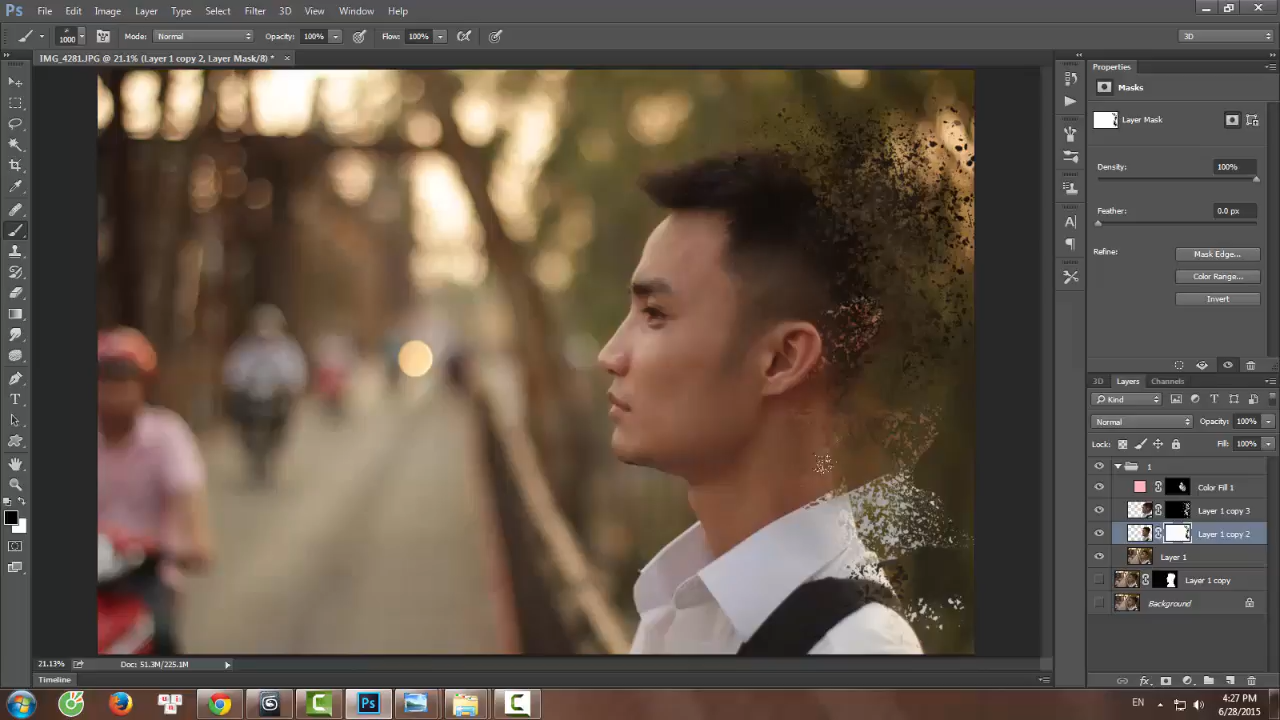 Ps File Edit Image Layer Type Select Filter 3D View Window Help
1000 Mode: Normal Opacity: 100% Flow: 100% 3D
IMG_4281.JPG @ 21.1% (Layer 1 copy 2, Layer Mask/8) * ×
Properties
Masks
Layer Mask
Density: 100%
Feather: 0.0 px
Refine: Mask Edge...
Color Range...
Invert
3D Layers Channels
Kind
Normal Opacity: 100%
Lock: Fill: 100%
1
Color Fill 1
Layer 1 copy 3
Layer 1 copy 2
Layer 1
Layer 1 copy
Background
21.13% Doc: 51.3M/225.1M
Timeline
Ps EN 4:27 PM
6/28/2015